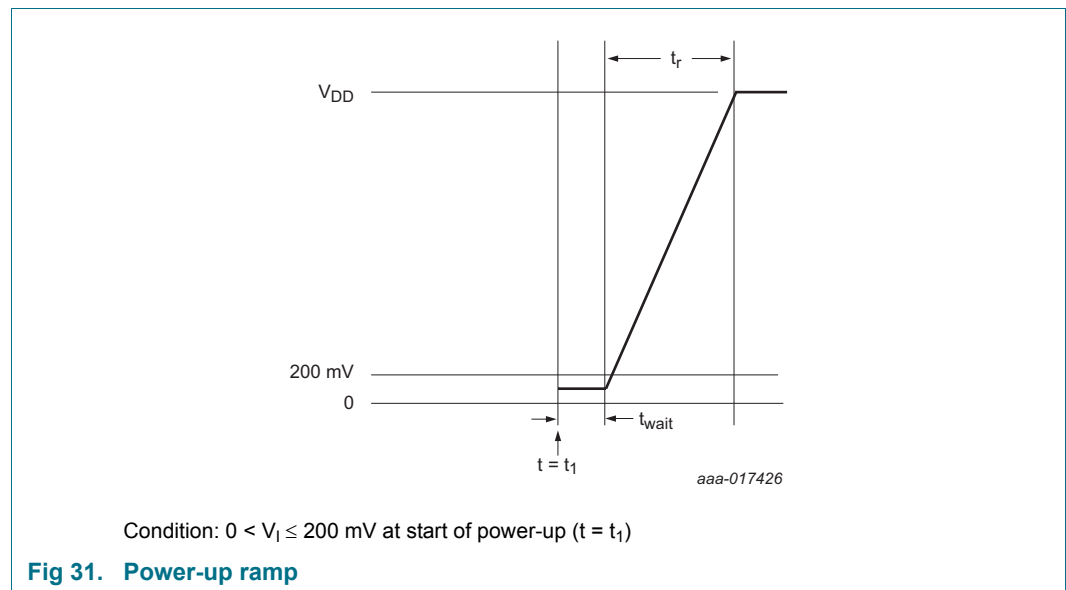 tr
VDD
200 mV
0
twait
t = t1
aaa-017426
Condition: 0 < VI ≤ 200 mV at start of power-up (t = t1)
Fig 31. Power-up ramp